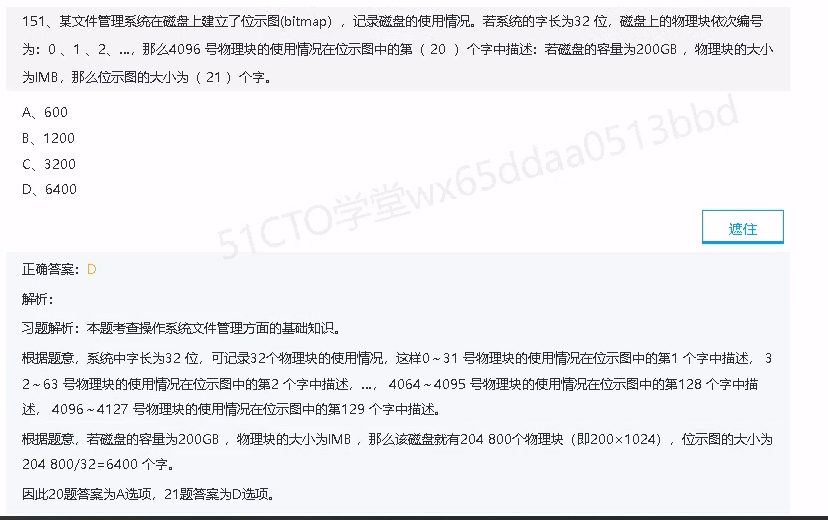 151、某文件管理系统在磁盘上建立了位示图(bitmap），记录磁盘的使用情况。若系统的字长为32 位，磁盘上的物理块依次编号
为：0 、1 、2、...，那么4096 号物理块的使用情况在位示图中的第（ 20 ）个字中描述：若磁盘的容量为200GB ，物理块的大小
为lMB，那么位示图的大小为（ 21 ）个字。
A、600
B、1200
C、3200
D、6400
51CTO学堂wx65ddaa0513bbd
遮住
正确答案：D
解析：
习题解析：本题考查操作系统文件管理方面的基础知识。
根据题意，系统中字长为32 位，可记录32个物理块的使用情况，这样0～31 号物理块的使用情况在位示图中的第1 个字中描述， 3
2～63 号物理块的使用情况在位示图中的第2 个字中描述，...， 4064～4095 号物理块的使用情况在位示图中的第128 个字中描
述， 4096～4127 号物理块的使用情况在位示图中的第129 个字中描述。
根据题意，若磁盘的容量为200GB ，物理块的大小为lMB ，那么该磁盘就有204 800个物理块（即200×1024），位示图的大小为
204 800/32=6400 个字。
因此20题答案为A选项，21题答案为D选项。